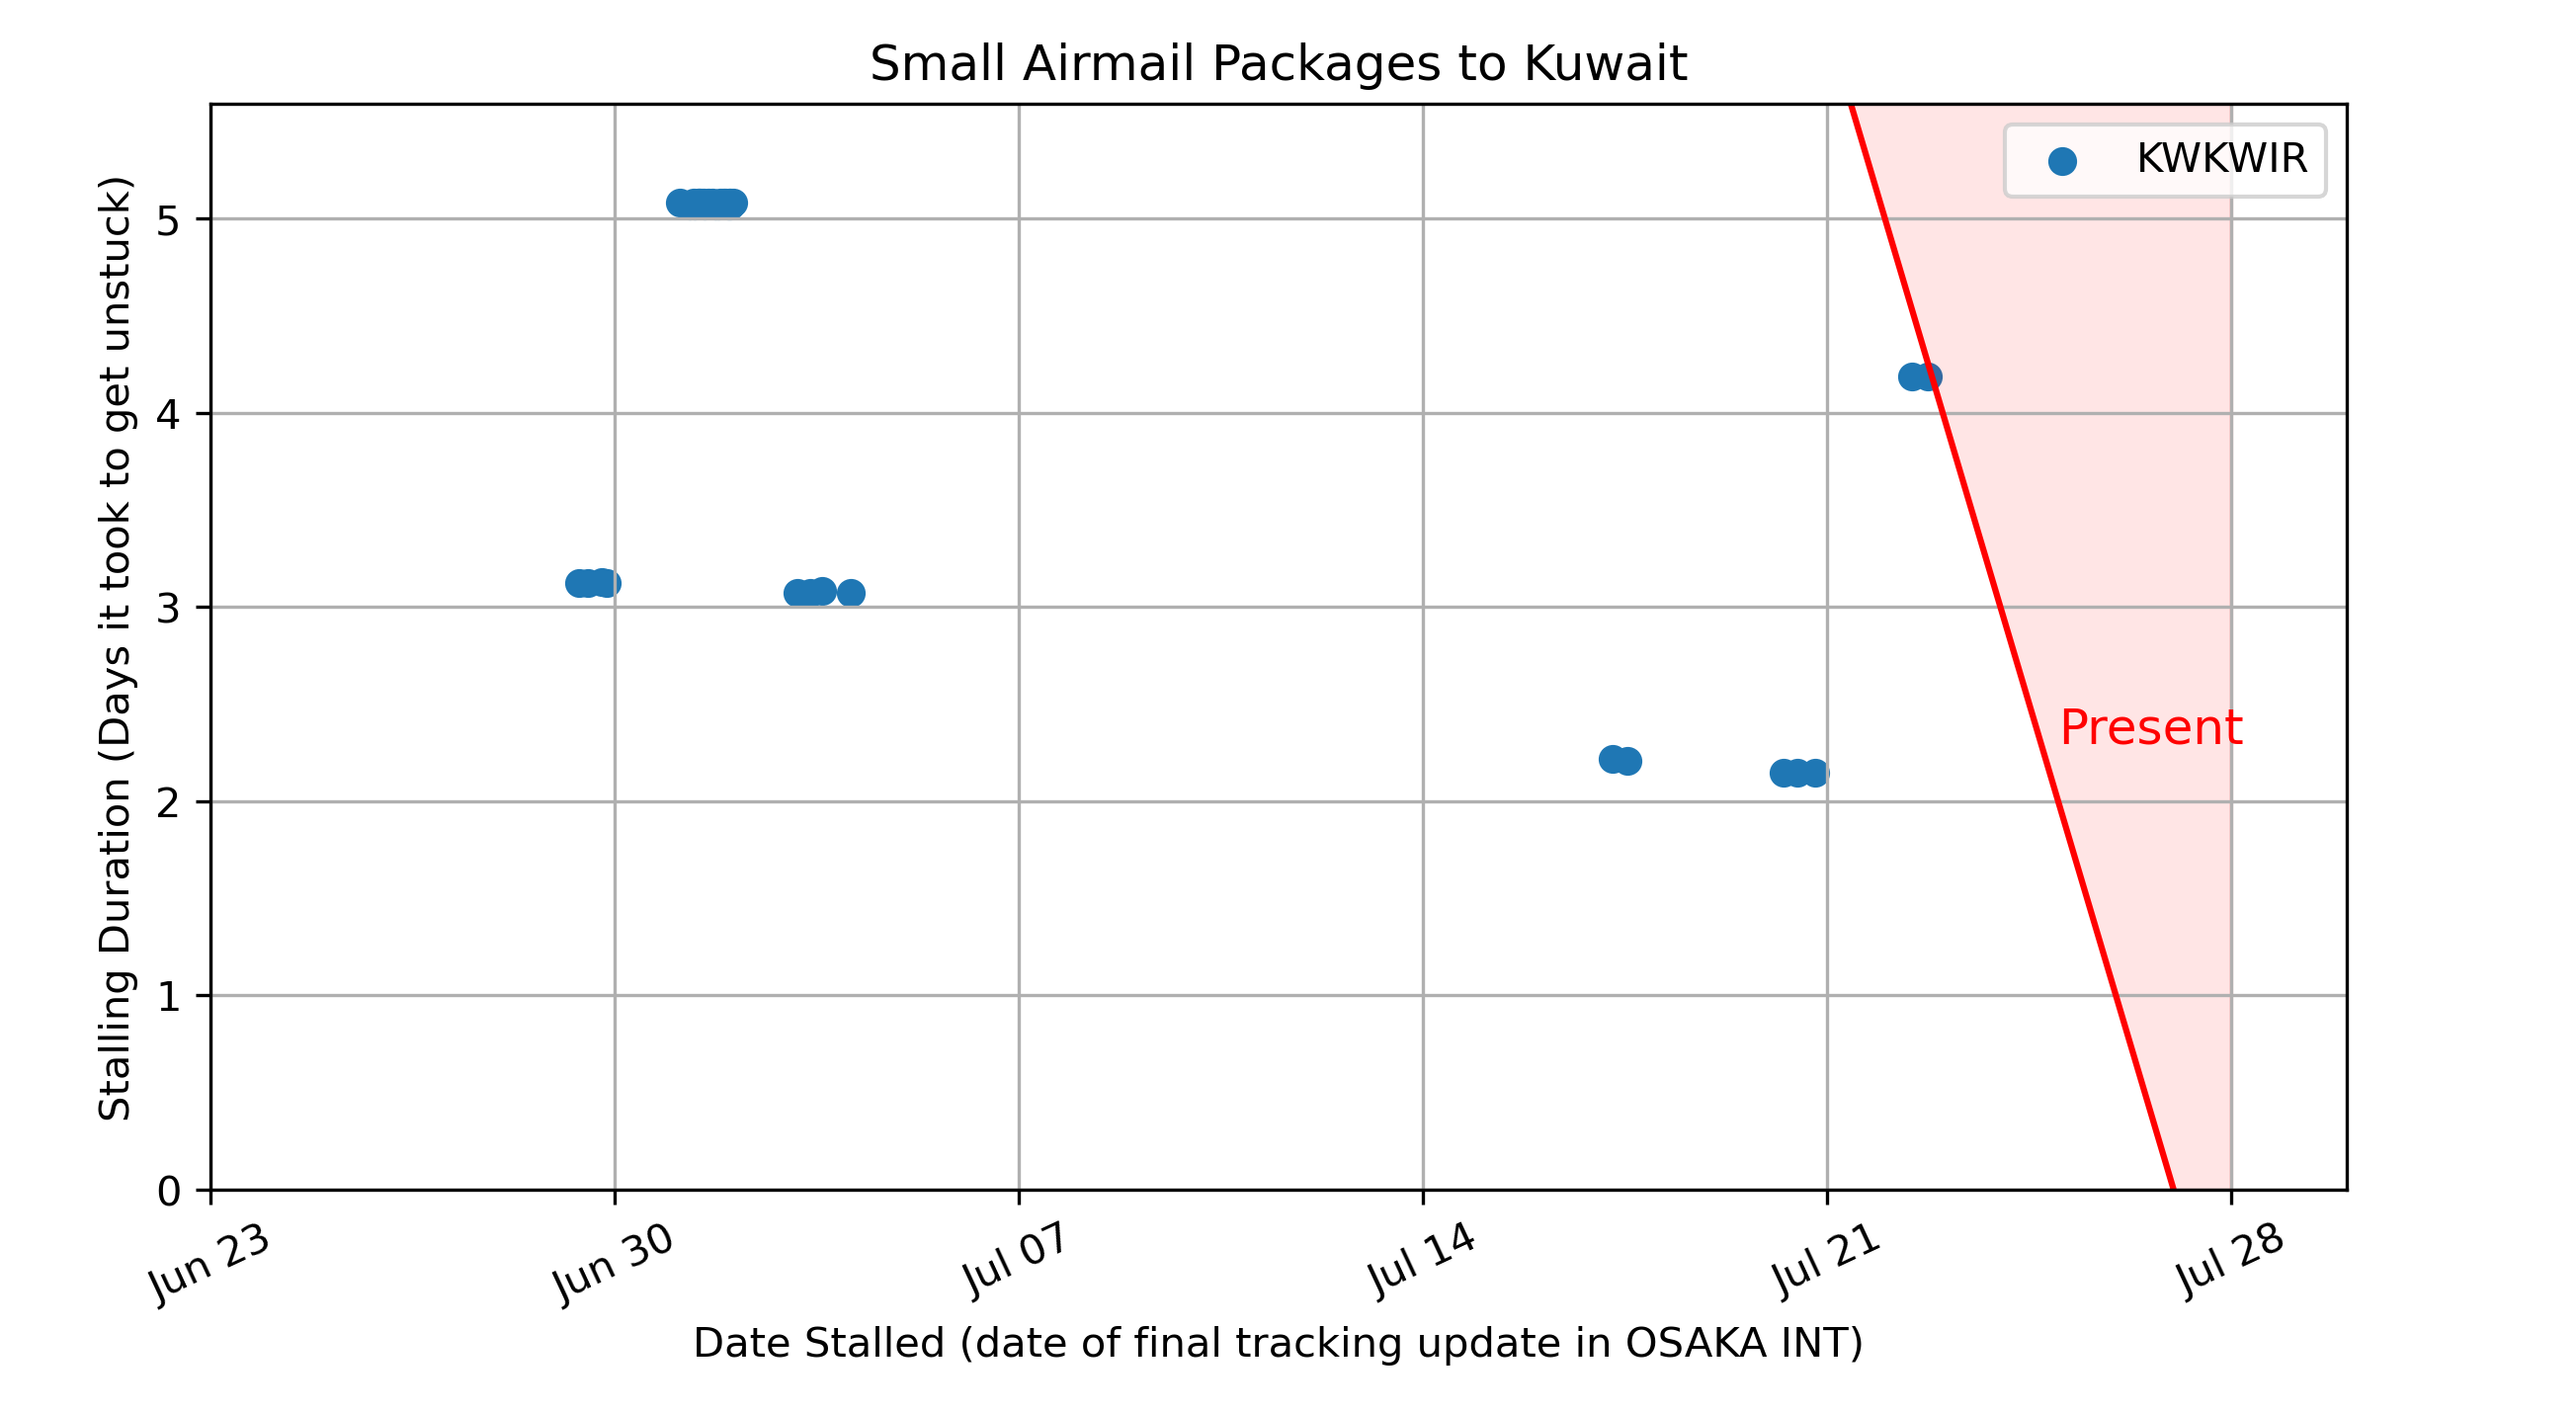 Small Airmail Packages to Kuwait
KWKWIR
Stalling Duration (Days it took to get unstuck)
5
4
3
2
1
0
Present
Jun 23
Jun 30
Jul 07
Jul 14
Jul 21
Jul 28
Date Stalled (date of final tracking update in OSAKA INT)